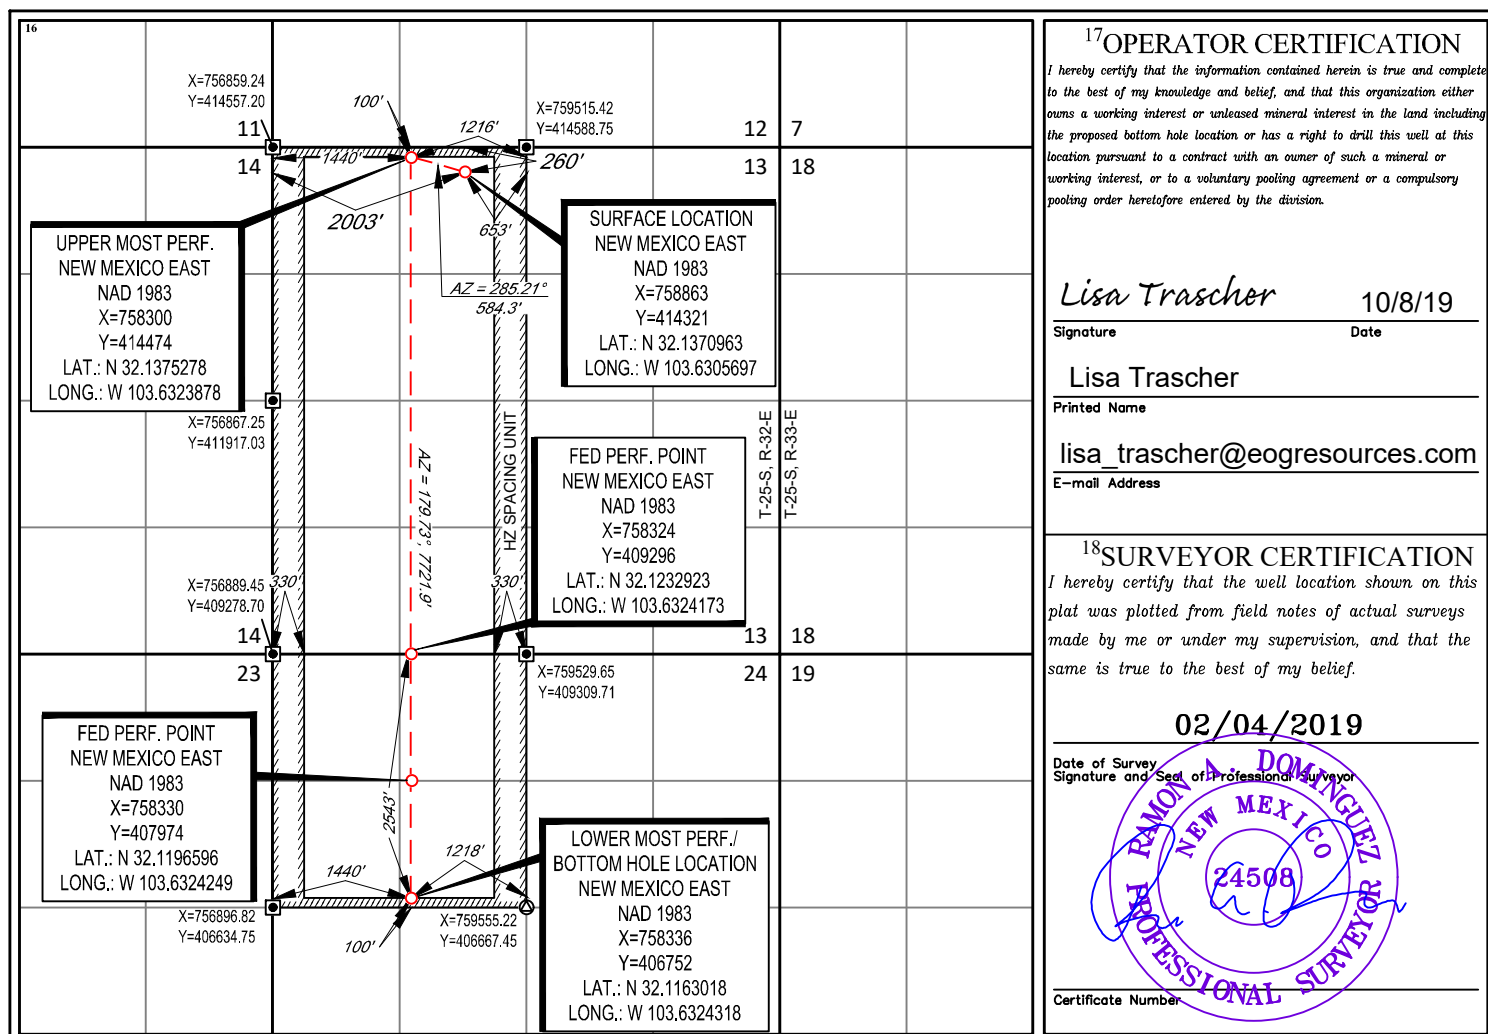 16
X=756859.24
Y=414557.20
100'
1216'
X=759515.42
Y=414588.75
11
12
7
14
1440'
260'
13
18
2003'
653'
UPPER MOST PERF.
NEW MEXICO EAST
NAD 1983
X=758300
Y=414474
LAT.: N 32.1375278
LONG.: W 103.6323878
SURFACE LOCATION
NEW MEXICO EAST
NAD 1983
X=758863
Y=414321
LAT.: N 32.1370963
LONG.: W 103.6305697
AZ = 285.21°
584.3'
X=756867.25
Y=411917.03
AZ = 179.73°, 7721.9'
HZ SPACING UNIT
T-25-S, R-32-E
T-25-S, R-33-E
FED PERF. POINT
NEW MEXICO EAST
NAD 1983
X=758324
Y=409296
LAT.: N 32.1232923
LONG.: W 103.6324173
X=756889.45
Y=409278.70
330'
330'
14
13
18
23
24
19
X=759529.65
Y=409309.71
FED PERF. POINT
NEW MEXICO EAST
NAD 1983
X=758330
Y=407974
LAT.: N 32.1196596
LONG.: W 103.6324249
2543'
1440'
1218'
LOWER MOST PERF./
BOTTOM HOLE LOCATION
NEW MEXICO EAST
NAD 1983
X=758336
Y=406752
LAT.: N 32.1163018
LONG.: W 103.6324318
X=756896.82
Y=406634.75
100'
X=759555.22
Y=406667.45
17OPERATOR CERTIFICATION
I hereby certify that the information contained herein is true and complete
to the best of my knowledge and belief, and that this organization either
owns a working interest or unleased mineral interest in the land including
the proposed bottom hole location or has a right to drill this well at this
location pursuant to a contract with an owner of such a mineral or
working interest, or to a voluntary pooling agreement or a compulsory
pooling order heretofore entered by the division.
Lisa Trascher 10/8/19
Signature Date
Lisa Trascher
Printed Name
lisa_trascher@eogresources.com
E-mail Address
18SURVEYOR CERTIFICATION
I hereby certify that the well location shown on this
plat was plotted from field notes of actual surveys
made by me or under my supervision, and that the
same is true to the best of my belief.
02/04/2019
Date of Survey
Signature and Seal of Professional Surveyor
RAMON A. DOMINGUEZ
NEW MEXICO
24508
PROFESSIONAL SURVEYOR
Certificate Number